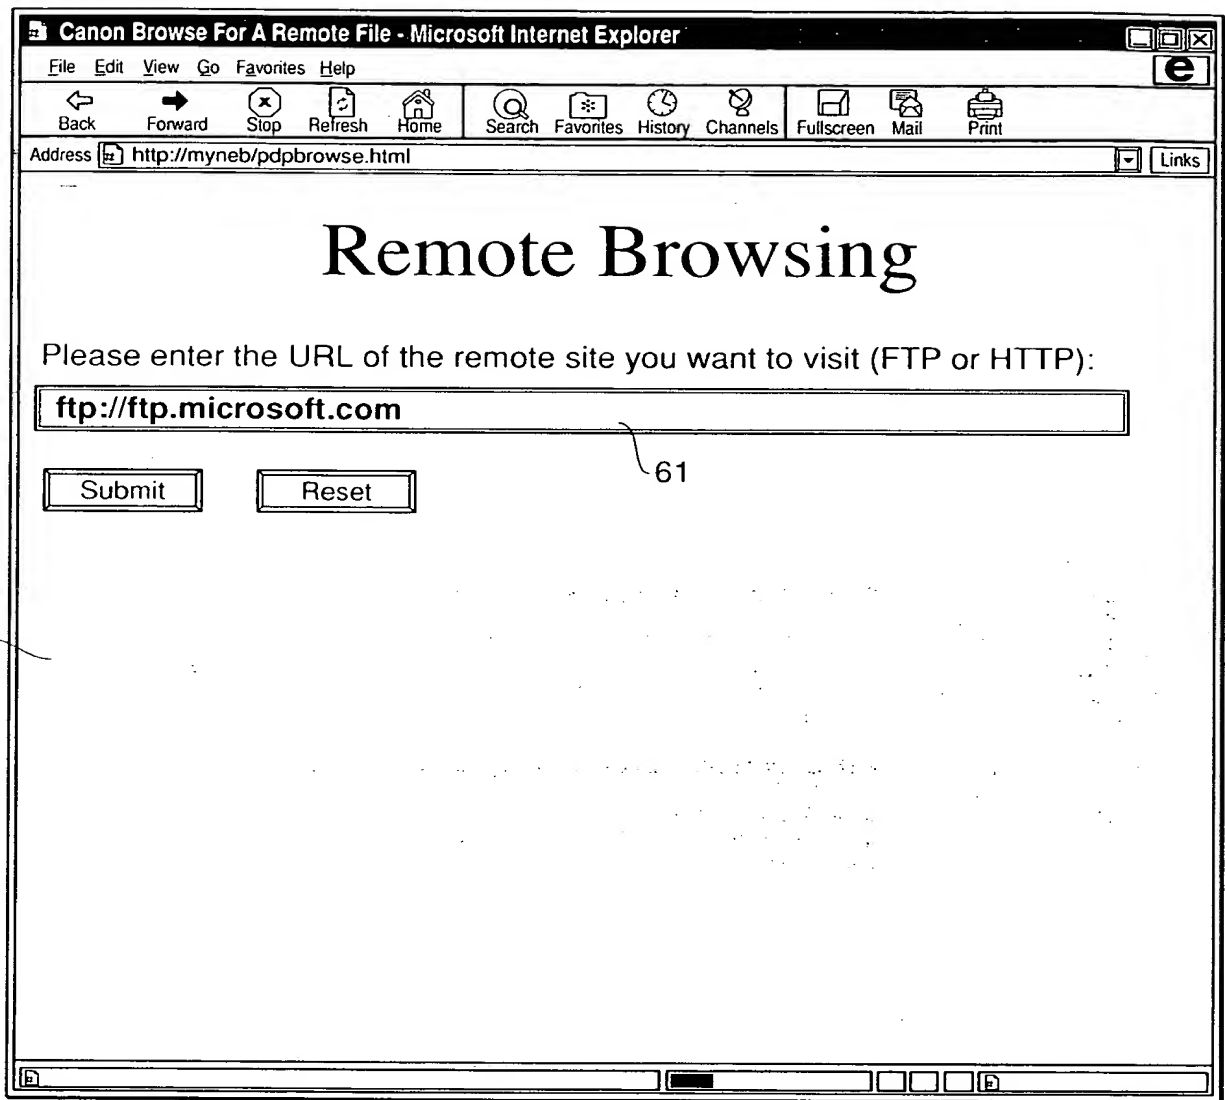 Canon Browse For A Remote File - Microsoft Internet Explorer
File Edit View Go Favorites Help
e
Back Forward Stop Refresh Home Search Favorites History Channels Fullscreen Mail Print
Address http://myneb/pdpbrowse.html Links
Remote Browsing
Please enter the URL of the remote site you want to visit (FTP or HTTP):
ftp://ftp.microsoft.com
61
Submit Reset